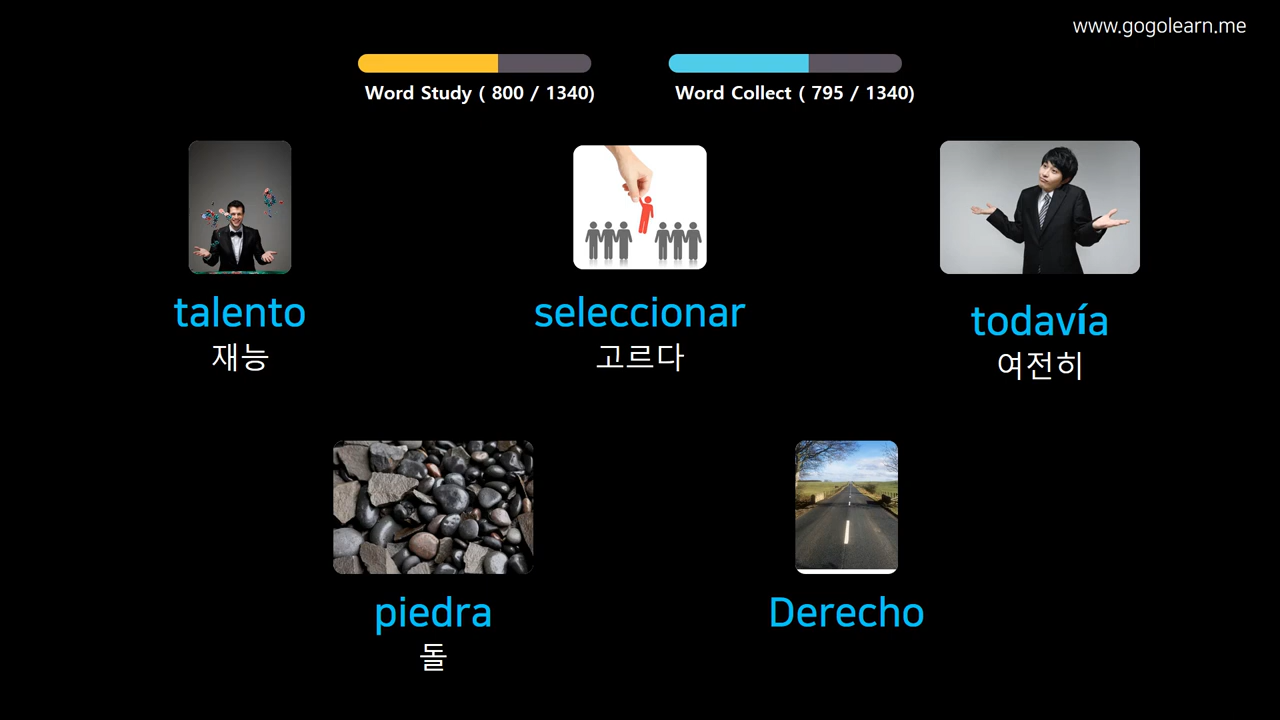 www.gogolearn.me
Word Study ( 800 / 1340)
Word Collect ( 795 / 1340)
talento
재능
seleccionar
고르다
todavía
여전히
piedra
돌
Derecho